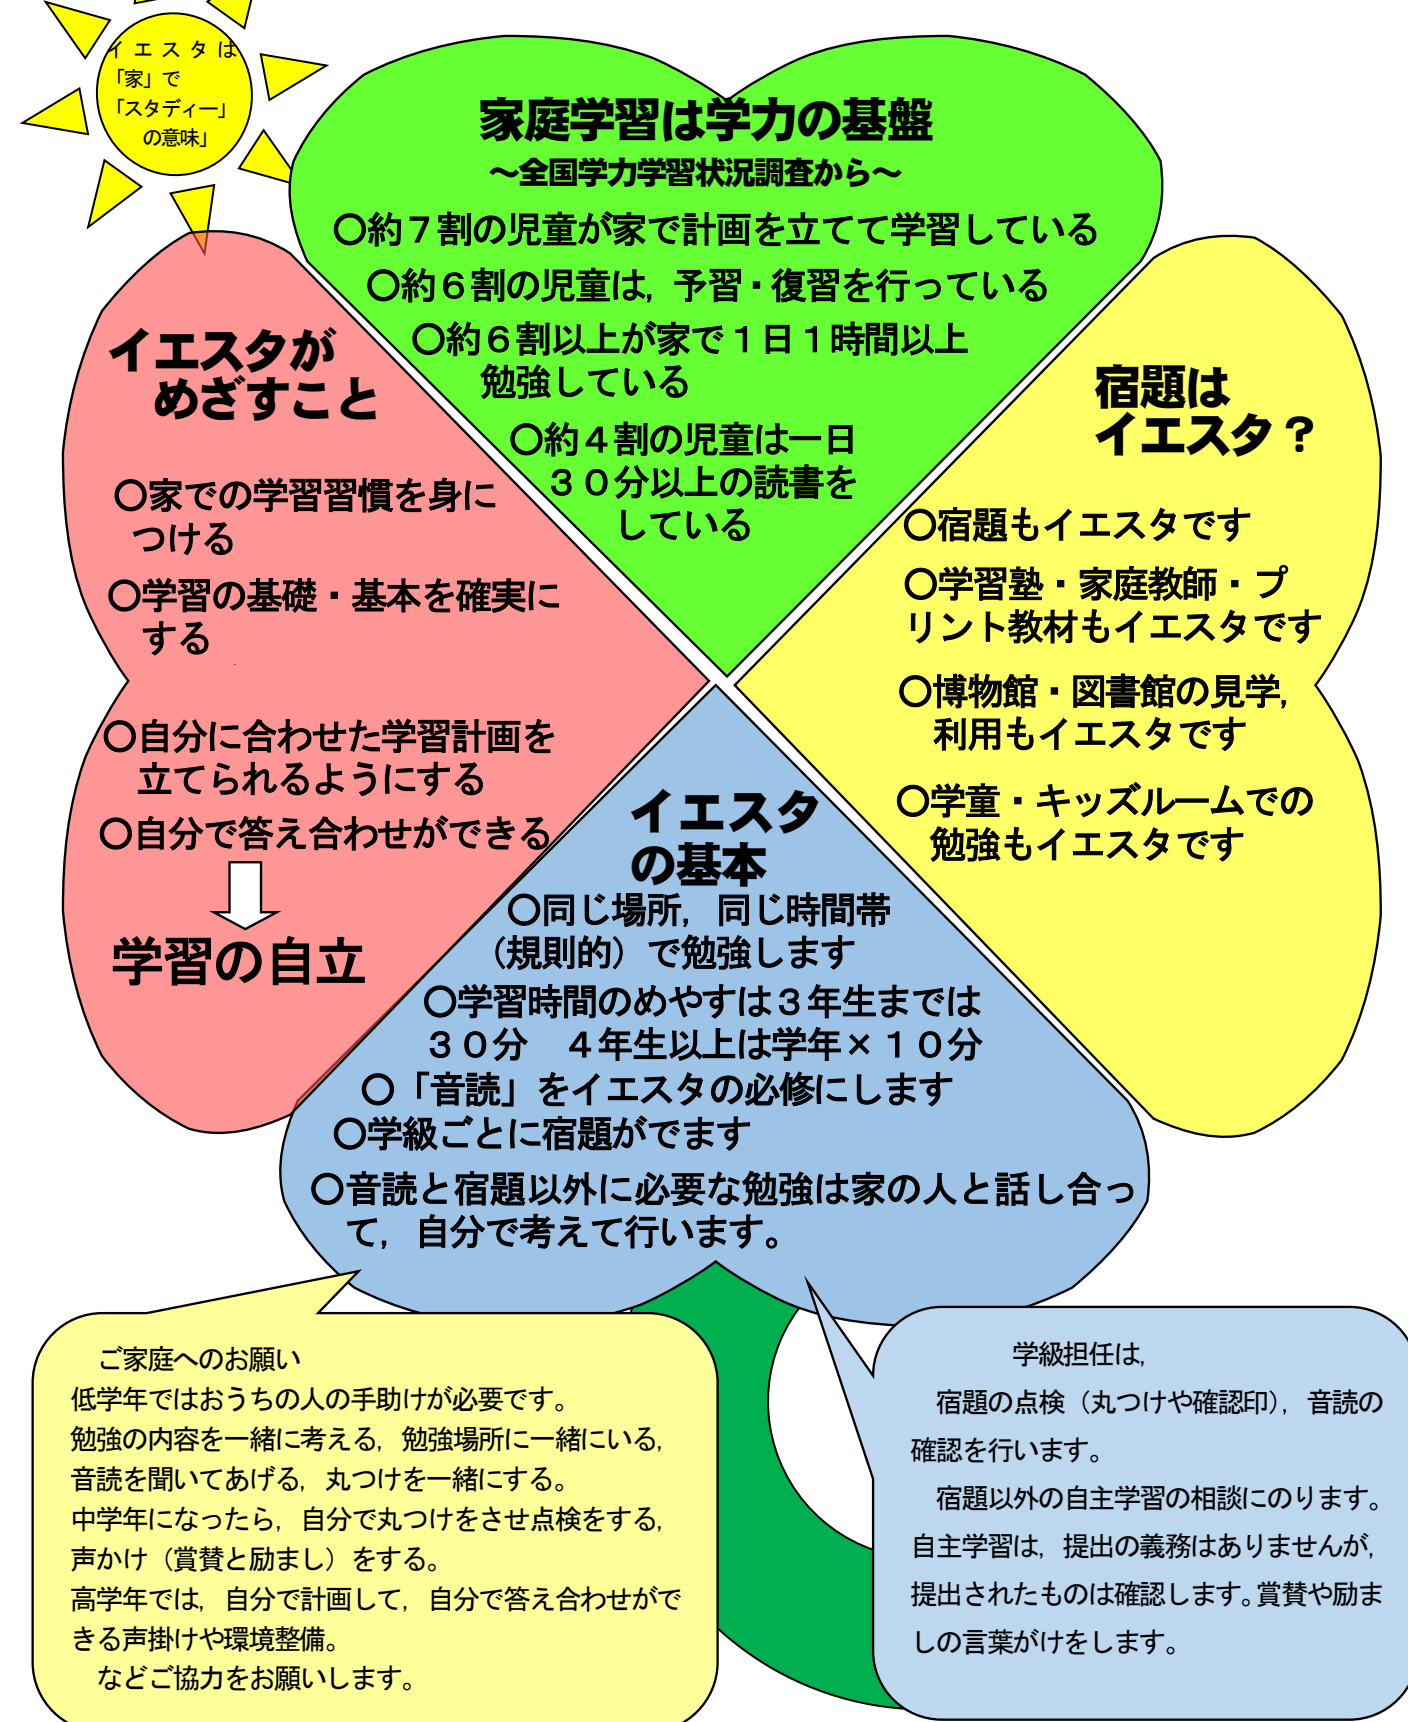 イエスタは
「家」で
「スタディー」
の意味」
家庭学習は学力の基盤
～全国学力学習状況調査から～
〇約７割の児童が家で計画を立てて学習している
〇約６割の児童は，予習・復習を行っている
〇約６割以上が家で１日１時間以上
勉強している
〇約４割の児童は一日
３０分以上の読書を
している
イエスタが
めざすこと
〇家での学習習慣を身に
つける
〇学習の基礎・基本を確実に
する
〇自分に合わせた学習計画を
立てられるようにする
〇自分で答え合わせができる
学習の自立
宿題は
イエスタ？
〇宿題もイエスタです
〇学習塾・家庭教師・プ
リント教材もイエスタです
〇博物館・図書館の見学，
利用もイエスタです
〇学童・キッズルームでの
勉強もイエスタです
イエスタ
の基本
〇同じ場所，同じ時間帯
（規則的）で勉強します
〇学習時間のめやすは３年生までは
３０分　４年生以上は学年×１０分
〇「音読」をイエスタの必修にします
〇学級ごとに宿題がでます
〇音読と宿題以外に必要な勉強は家の人と話し合っ
て，自分で考えて行います。
ご家庭へのお願い
低学年ではおうちの人の手助けが必要です。
勉強の内容を一緒に考える，勉強場所に一緒にいる，
音読を聞いてあげる，丸つけを一緒にする。
中学年になったら，自分で丸つけをさせ点検をする，
声かけ（賞賛と励まし）をする。
高学年では，自分で計画して，自分で答え合わせがで
きる声掛けや環境整備。
などご協力をお願いします。
学級担任は，
宿題の点検（丸つけや確認印），音読の
確認を行います。
宿題以外の自主学習の相談にのります。
自主学習は，提出の義務はありませんが，
提出されたものは確認します。賞賛や励ま
しの言葉がけをします。